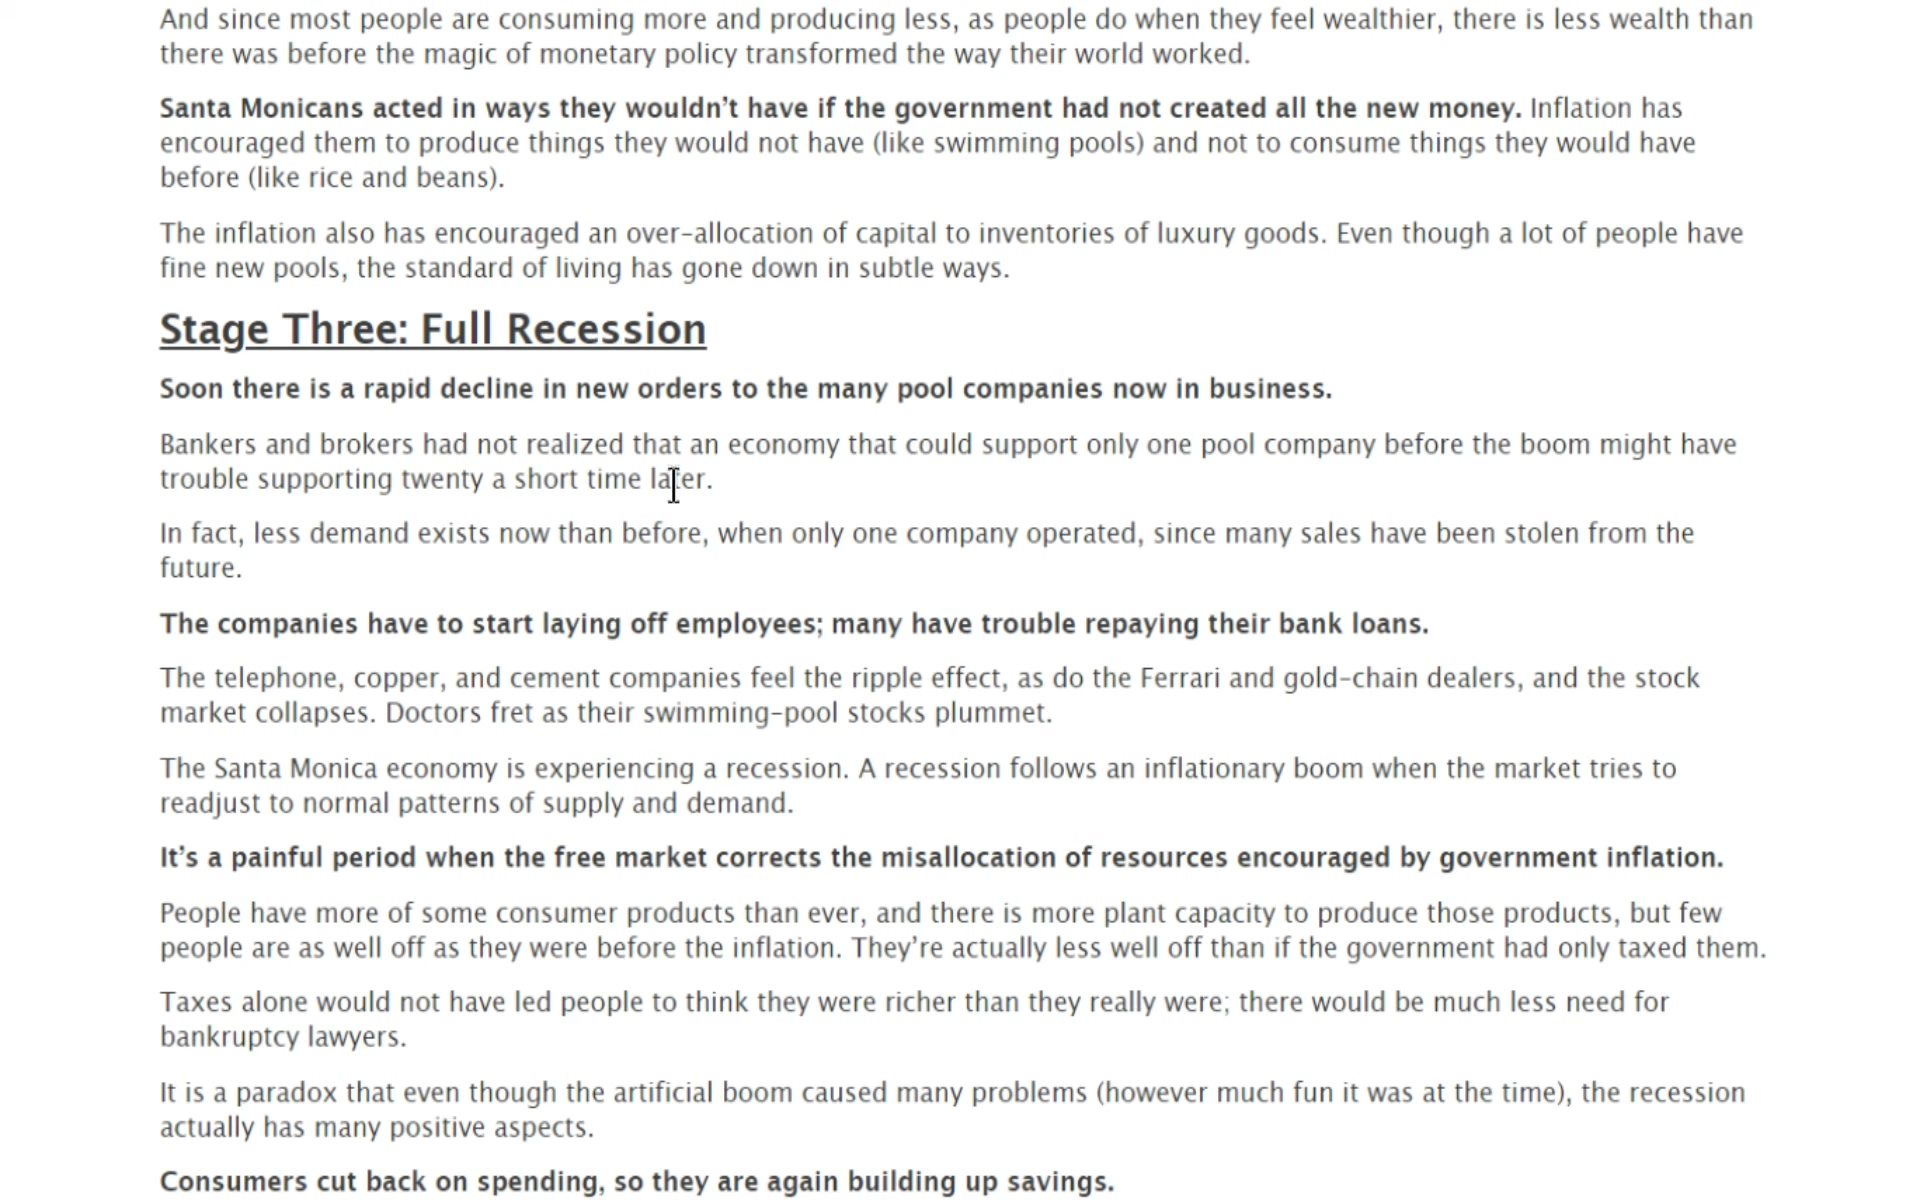 And since most people are consuming more and producing less, as people do when they feel wealthier, there is less wealth than
there was before the magic of monetary policy transformed the way their world worked.
Santa Monicans acted in ways they wouldn't have if the government had not created all the new money. Inflation has
encouraged them to produce things they would not have (like swimming pools) and not to consume things they would have
before (like rice and beans).
The inflation also has encouraged an over-allocation of capital to inventories of luxury goods. Even though a lot of people have
fine new pools, the standard of living has gone down in subtle ways.
Stage Three: Full Recession
Soon there is a rapid decline in new orders to the many pool companies now in business.
Bankers and brokers had not realized that an economy that could support only one pool company before the boom might have
trouble supporting twenty a short time later.
In fact, less demand exists now than before, when only one company operated, since many sales have been stolen from the
future.
The companies have to start laying off employees; many have trouble repaying their bank loans.
The telephone, copper, and cement companies feel the ripple effect, as do the Ferrari and gold-chain dealers, and the stock
market collapses. Doctors fret as their swimming-pool stocks plummet.
The Santa Monica economy is experiencing a recession. A recession follows an inflationary boom when the market tries to
readjust to normal patterns of supply and demand.
It's a painful period when the free market corrects the misallocation of resources encouraged by government inflation.
People have more of some consumer products than ever, and there is more plant capacity to produce those products, but few
people are as well off as they were before the inflation. They're actually less well off than if the government had only taxed them.
Taxes alone would not have led people to think they were richer than they really were; there would be much less need for
bankruptcy lawyers.
It is a paradox that even though the artificial boom caused many problems (however much fun it was at the time), the recession
actually has many positive aspects.
Consumers cut back on spending, so they are again building up savings.